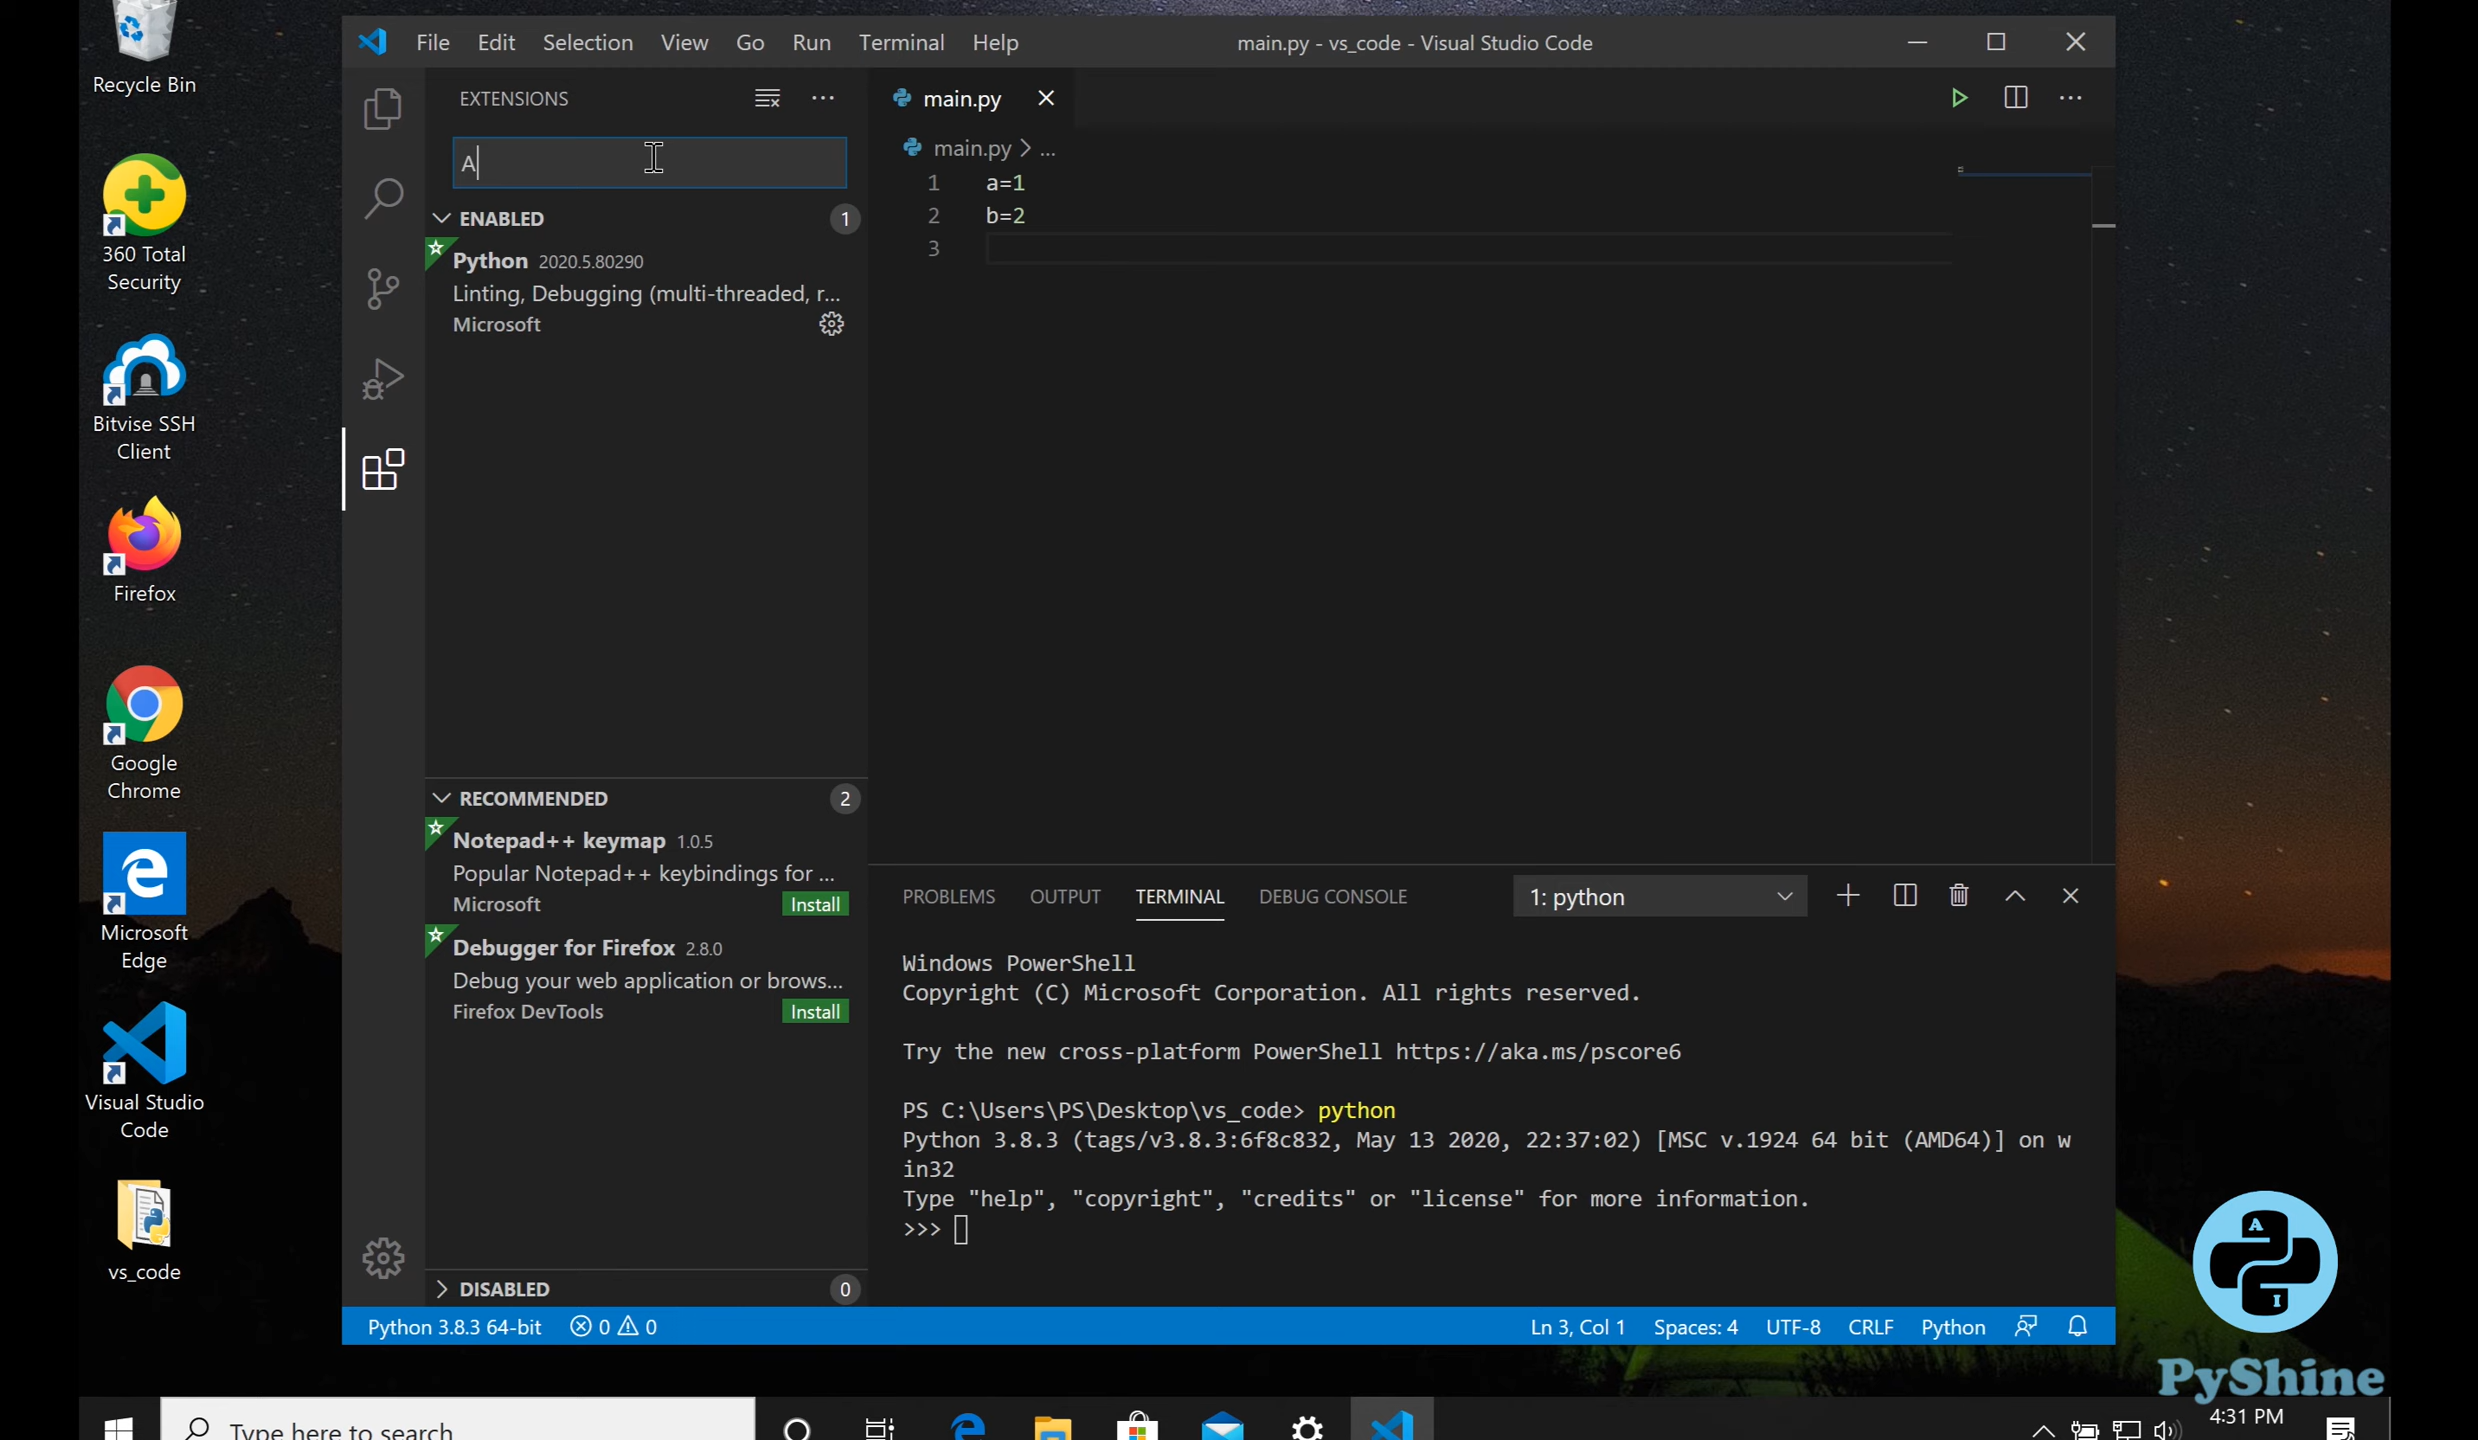 Recycle Bin
360 Total
Security
Bitvise SSH
Client
Firefox
Google
Chrome
Microsoft
Edge
Visual Studio
Code
vs_code
File Edit Selection View Go Run Terminal Help
main.py - vs_code - Visual Studio Code
EXTENSIONS
A
ENABLED 1
Python 2020.5.80290
Linting, Debugging (multi-threaded, r...
Microsoft
RECOMMENDED 2
Notepad++ keymap 1.0.5
Popular Notepad++ keybindings for ...
Microsoft Install
Debugger for Firefox 2.8.0
Debug your web application or brows...
Firefox DevTools Install
DISABLED 0
main.py
main.py > ...
1 a=1
2 b=2
3
PROBLEMS OUTPUT TERMINAL DEBUG CONSOLE 1: python
Windows PowerShell
Copyright (C) Microsoft Corporation. All rights reserved.
Try the new cross-platform PowerShell https://aka.ms/pscore6
PS C:\Users\PS\Desktop\vs_code> python
Python 3.8.3 (tags/v3.8.3:6f8c832, May 13 2020, 22:37:02) [MSC v.1924 64 bit (AMD64)] on w
in32
Type "help", "copyright", "credits" or "license" for more information.
>>>
Python 3.8.3 64-bit 0 0 Ln 3, Col 1 Spaces: 4 UTF-8 CRLF Python
A
I
PyShine
Type here to search
4:31 PM